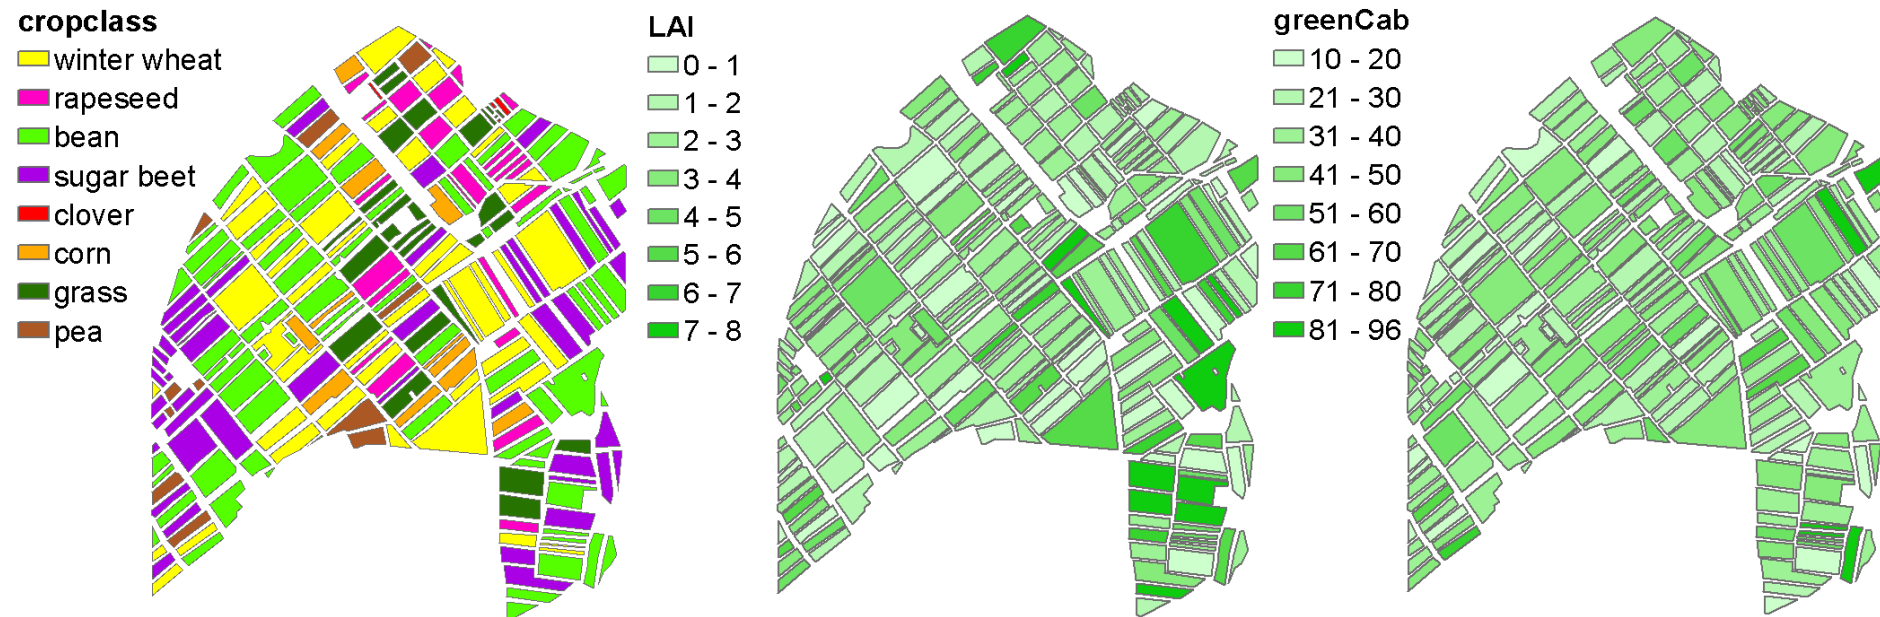 cropclass
winter wheat
rapeseed
bean
sugar beet
clover
corn
grass
pea
LAI
0 - 1
1 - 2
2 - 3
3 - 4
4 - 5
5 - 6
6 - 7
7 - 8
greenCab
10 - 20
21 - 30
31 - 40
41 - 50
51 - 60
61 - 70
71 - 80
81 - 96